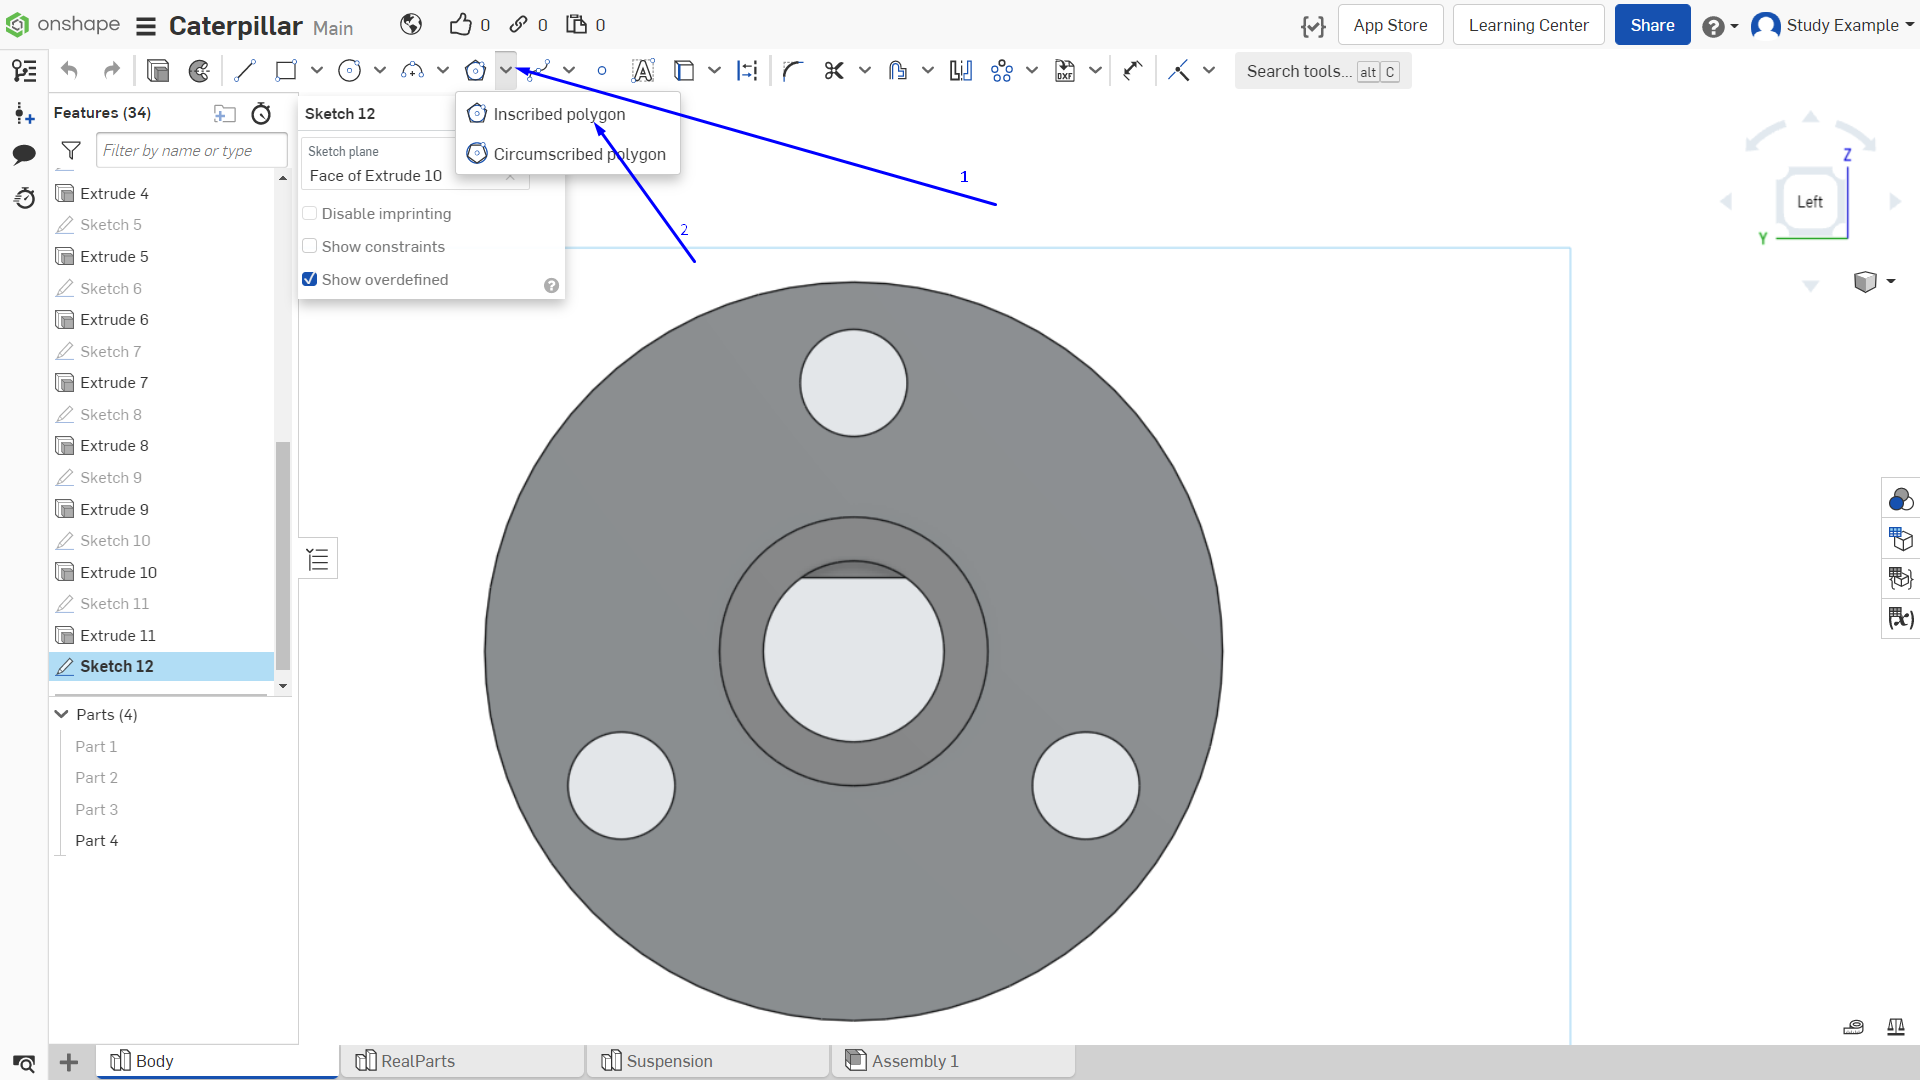 onshape
Caterpillar Main
0
0
0
App Store
Learning Center
Share
Study Example
Search tools... alt C
DXF
Features (34)
Filter by name or type
Extrude 4
Sketch 5
Extrude 5
Sketch 6
Extrude 6
Sketch 7
Extrude 7
Sketch 8
Extrude 8
Sketch 9
Extrude 9
Sketch 10
Extrude 10
Sketch 11
Extrude 11
Sketch 12
Parts (4)
Part 1
Part 2
Part 3
Part 4
Sketch 12
Sketch plane
Face of Extrude 10
Disable imprinting
Show constraints
Show overdefined
Inscribed polygon
Circumscribed polygon
1
2
Z
Left
Y
(x)
Body
RealParts
Suspension
Assembly 1